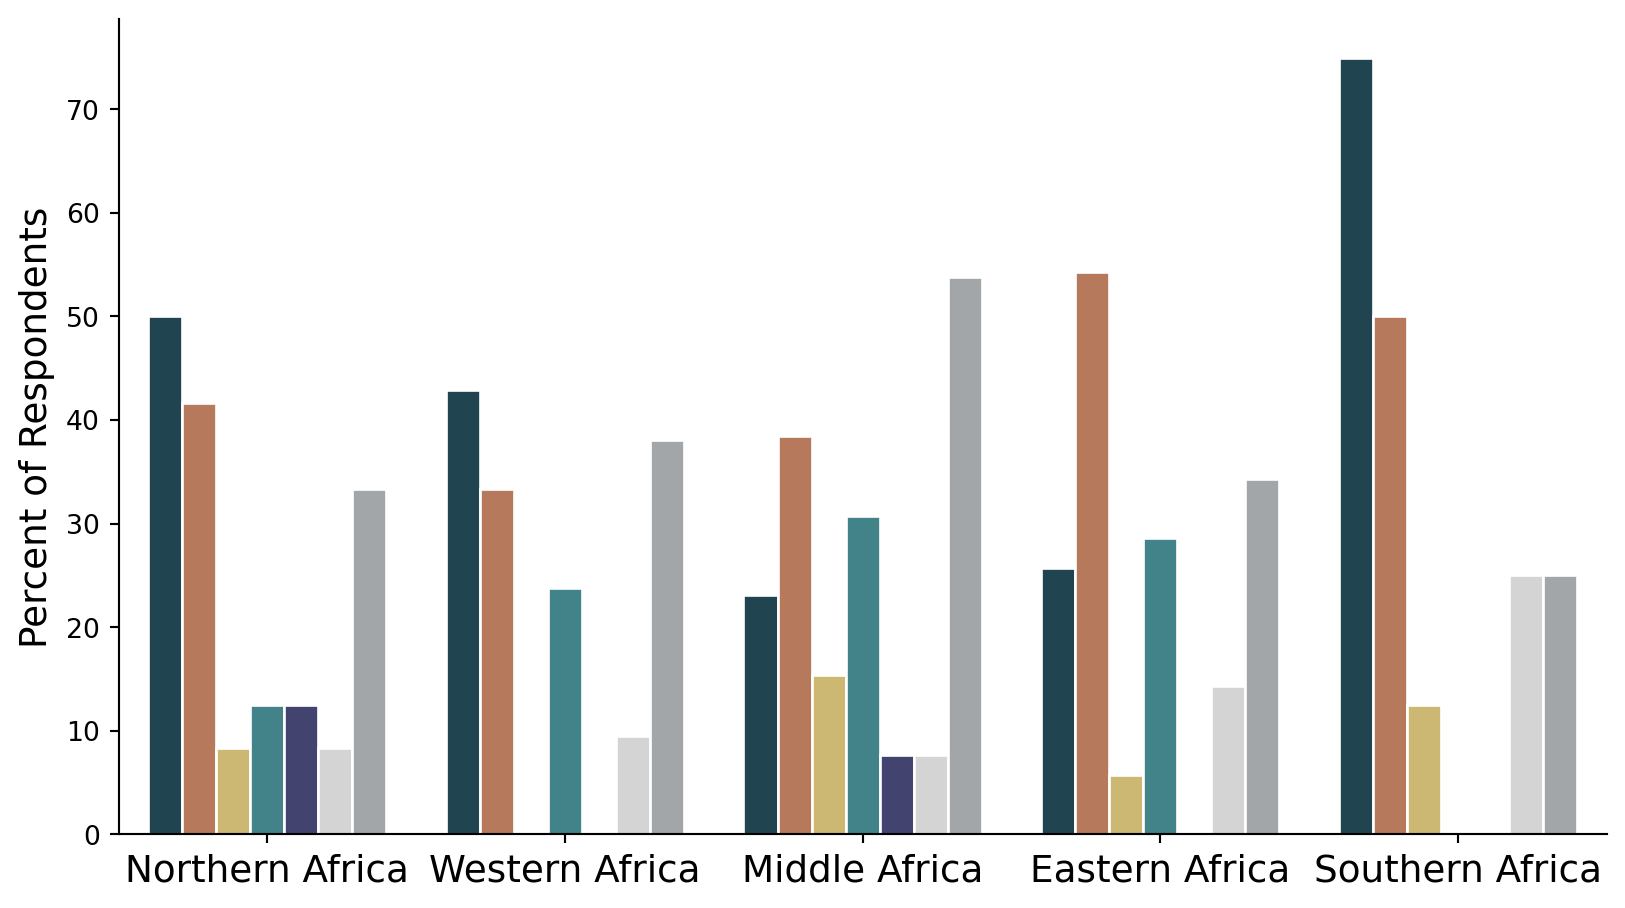 Percent of Respondents
70
60
50
40
30
20
10
0
Northern Africa
Western Africa
Middle Africa
Eastern Africa
Southern Africa